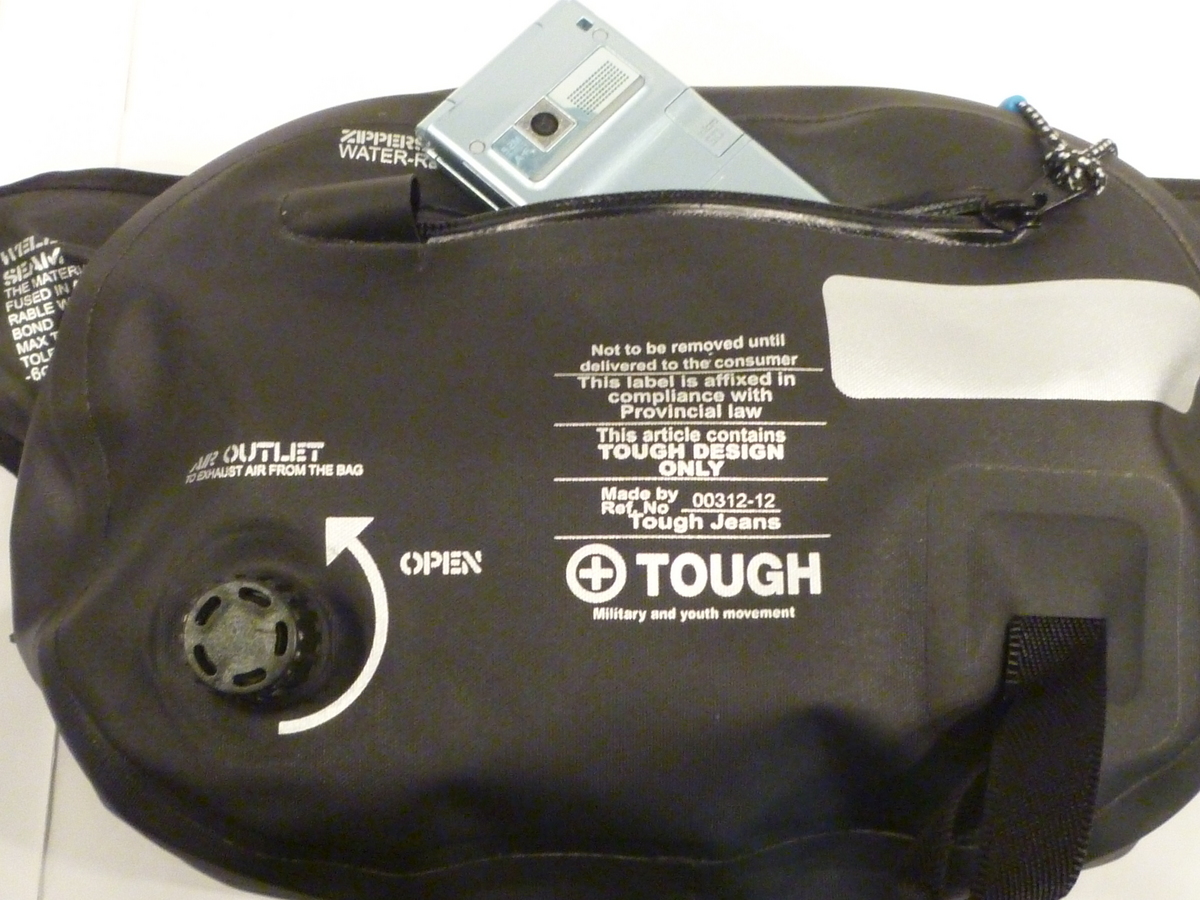 ZIPPERS
WATER-RE
SEAM
THE MATERI
FUSED IN
RABLE W
BOND
MAX T
TOLE
Not to be removed until
delivered to the consumer
This label is affixed in
compliance with
Provincial law
This article contains
TOUGH DESIGN
ONLY
Made by
Ref. No 00312-12
Tough Jeans
TOUGH
Military and youth movement
AIR OUTLET
TO EXHAUST AIR FROM THE BAG
OPEN